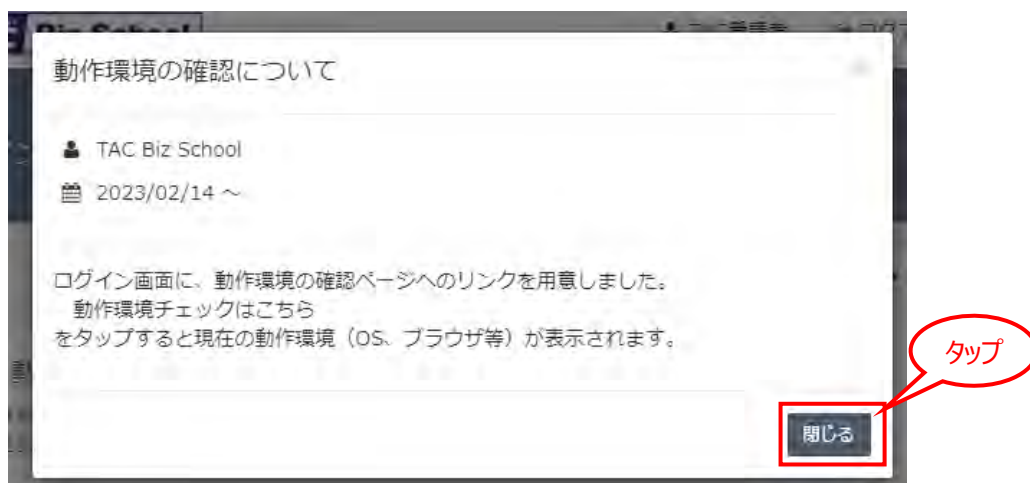 Biz School
動作環境の確認について
TAC Biz School
2023/02/14 ～
ログイン画面に、動作環境の確認ページへのリンクを用意しました。
動作環境チェックはこちら
をタップすると現在の動作環境（OS、ブラウザ等）が表示されます。
タップ
閉じる